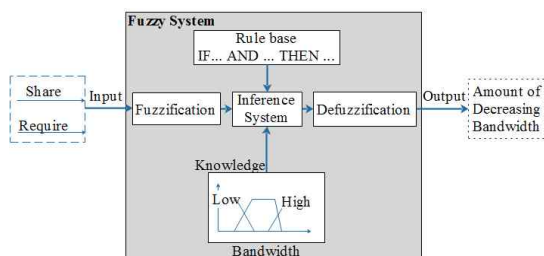 Fuzzy System
Rule base
IF... AND ... THEN ...
Share
Require
Input
Fuzzification
Inference
System
Defuzzification
Output
Amount of
Decreasing
Bandwidth
Knowledge
Low
High
Bandwidth